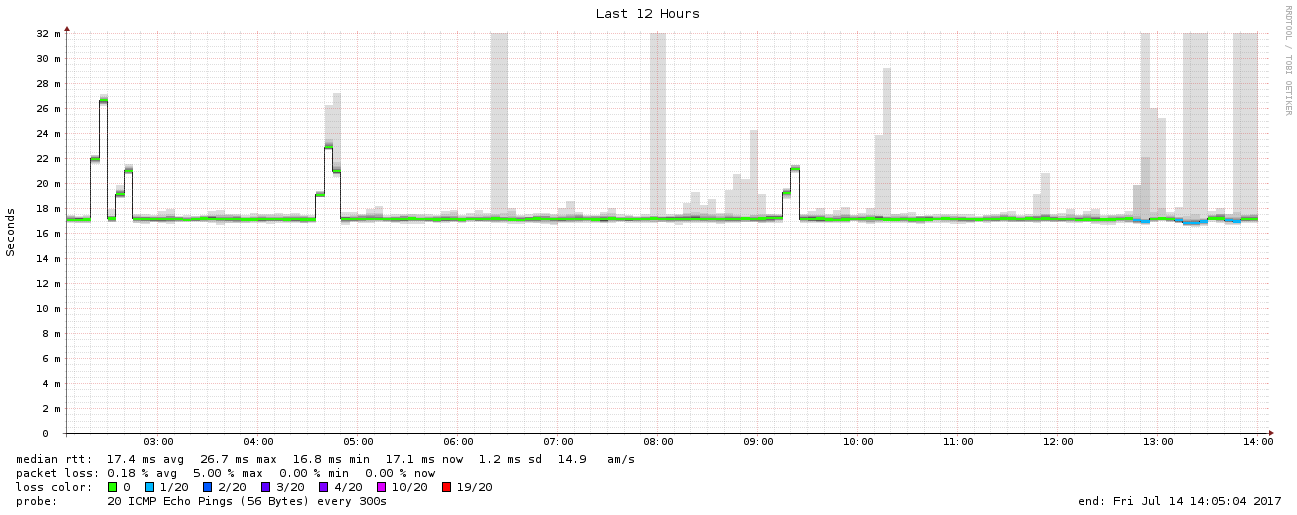 Last 12 Hours
RRDTOOL / TOBI OETIKER
Seconds
32 m
30 m
28 m
26 m
24 m
22 m
20 m
18 m
16 m
14 m
12 m
10 m
8 m
6 m
4 m
2 m
0
03:00 04:00 05:00 06:00 07:00 08:00 09:00 10:00 11:00 12:00 13:00 14:00
median rtt: 17.4 ms avg 26.7 ms max 16.8 ms min 17.1 ms now 1.2 ms sd 14.9 am/s
packet loss: 0.18 % avg 5.00 % max 0.00 % min 0.00 % now
loss color: 0 1/20 2/20 3/20 4/20 10/20 19/20
probe: 20 ICMP Echo Pings (56 Bytes) every 300s end: Fri Jul 14 14:05:04 2017